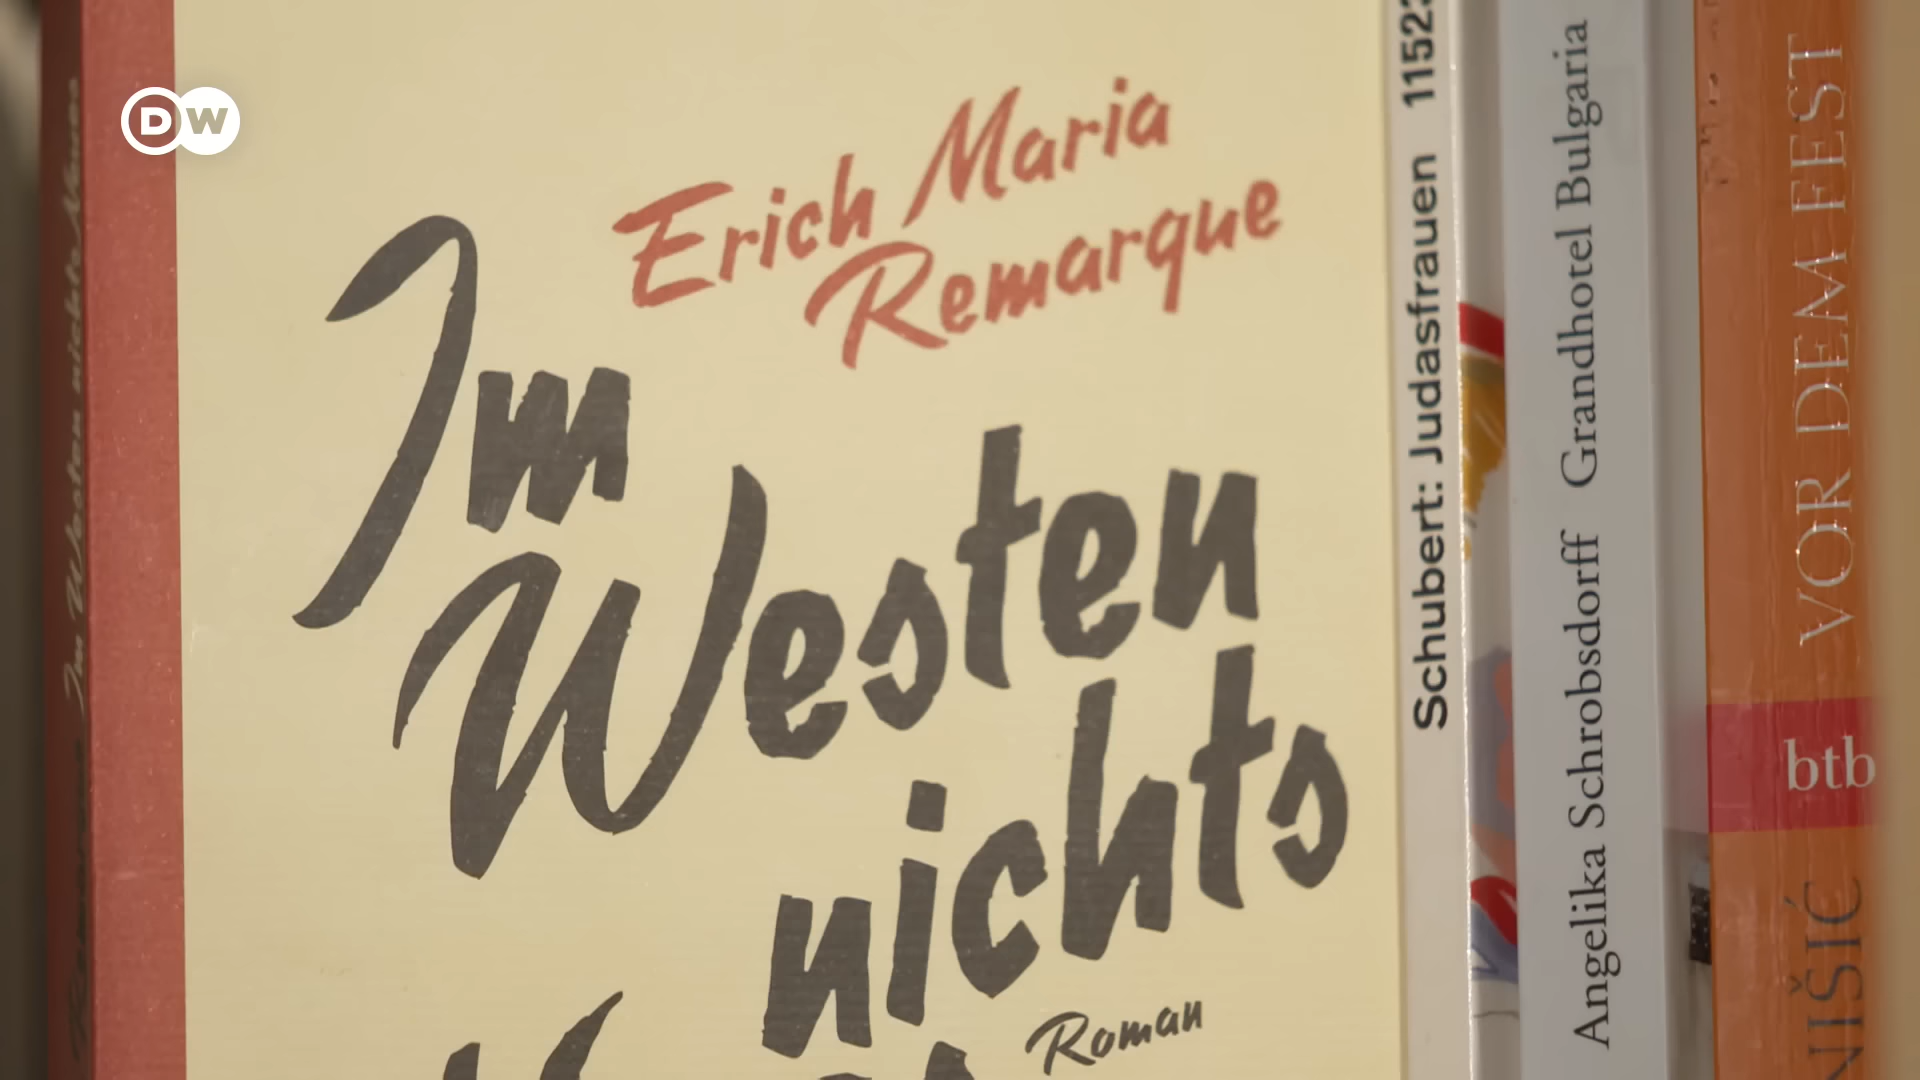 DW
Erich Maria
Remarque
Im
Westen
nichts
Roman
Im Westen nichts Neues
Schubert: Judasfrauen 1152
Angelika Schrobsdorff Grandhotel Bulgaria
VOR DEM FEST
btb
NIŠIĆ